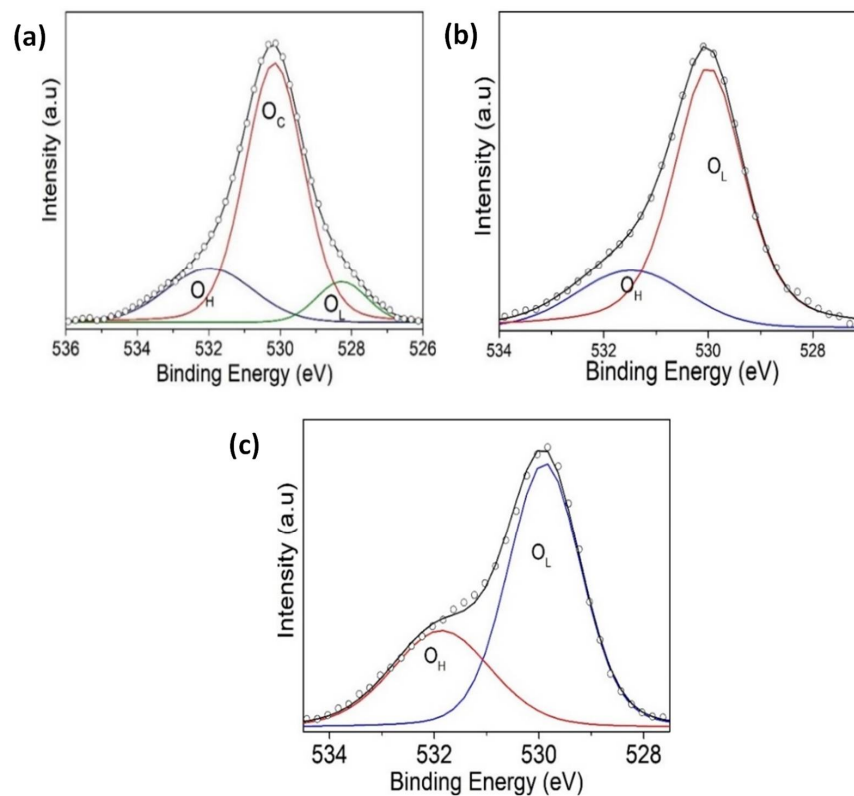 (a)
Intensity (a.u)
O_C
O_H
O_L
536 534 532 530 528 526
Binding Energy (eV)
(b)
Intensity (a.u)
O_L
O_H
534 532 530 528
Binding Energy (eV)
(c)
Intensity (a.u)
O_L
O_H
534 532 530 528
Binding Energy (eV)